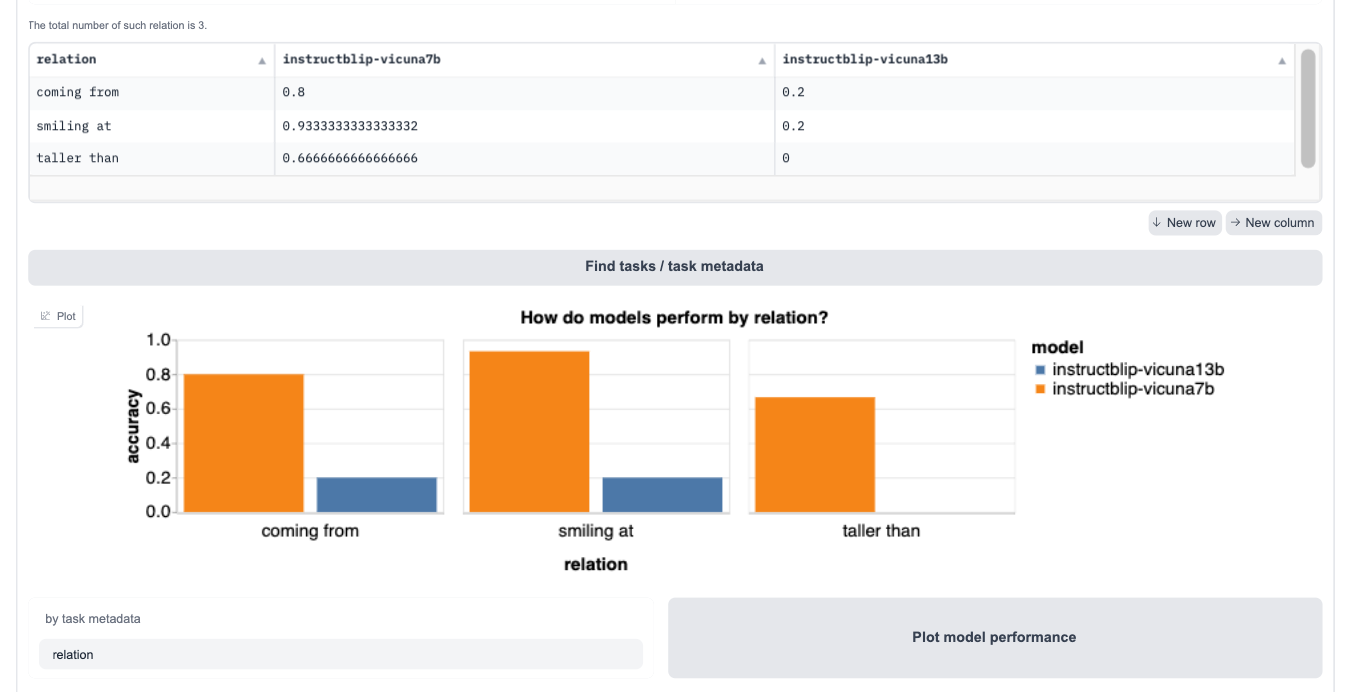 The total number of such relation is 3.
relation instructblip-vicuna7b instructblip-vicuna13b
coming from 0.8 0.2
smiling at 0.9333333333333332 0.2
taller than 0.6666666666666666 0
↓ New row → New column
Find tasks / task metadata
Plot
How do models perform by relation?
model
instructblip-vicuna13b
instructblip-vicuna7b
accuracy
1.0
0.8
0.6
0.4
0.2
0.0
coming from smiling at taller than
relation
by task metadata
relation
Plot model performance